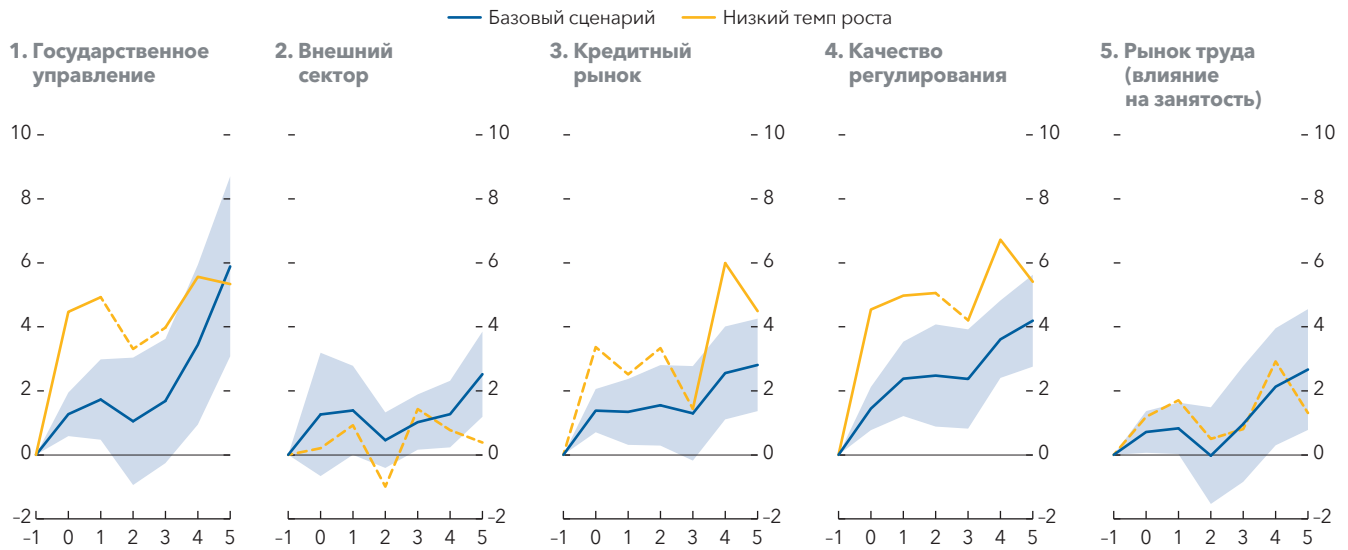 Базовый сценарий Низкий темп роста
1. Государственное
управление
2. Внешний
сектор
3. Кредитный
рынок
4. Качество
регулирования
5. Рынок труда
(влияние
на занятость)
10 10 10 10 10
8 8 8 8 8
6 6 6 6 6
4 4 4 4 4
2 2 2 2 2
0 0 0 0 0
–2 –2 –2 –2
–1 0 1 2 3 4 5 –1 0 1 2 3 4 5 –1 0 1 2 3 4 5 –1 0 1 2 3 4 5 –1 0 1 2 3 4 5